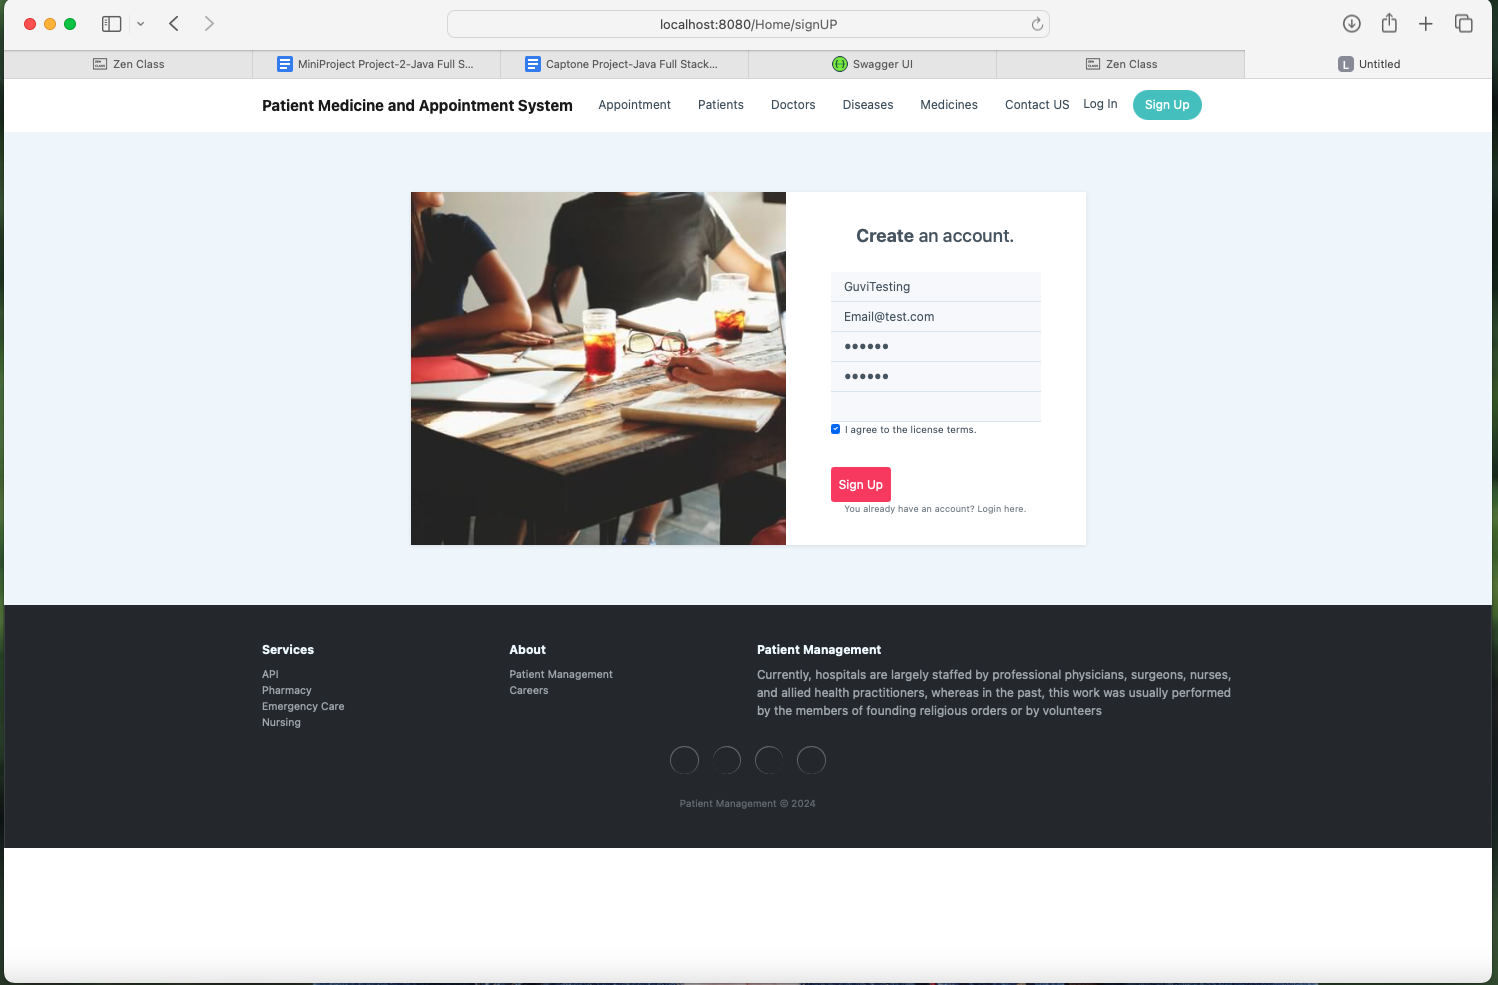 localhost:8080/Home/signUP
Zen Class
MiniProject Project-2-Java Full S...
Captone Project-Java Full Stack...
Swagger UI
Zen Class
L Untitled
Patient Medicine and Appointment System
Appointment
Patients
Doctors
Diseases
Medicines
Contact US
Log In
Sign Up
Create an account.
GuviTesting
Email@test.com
••••••
••••••
I agree to the license terms.
Sign Up
You already have an account? Login here.
Services
API
Pharmacy
Emergency Care
Nursing
About
Patient Management
Careers
Patient Management
Currently, hospitals are largely staffed by professional physicians, surgeons, nurses,
and allied health practitioners, whereas in the past, this work was usually performed
by the members of founding religious orders or by volunteers
Patient Management © 2024